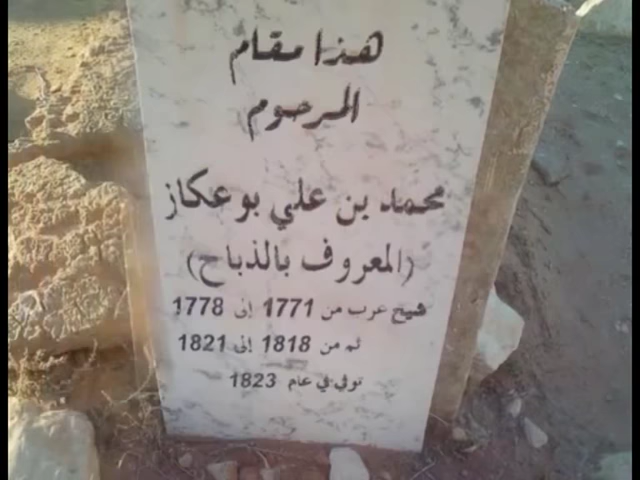 هذا مقام
المرحوم
محمد بن علي بوعكاز
(المعروف بالذباح)
شيخ عرب من 1771 إلى 1778
ثم من 1818 إلى 1821
توفي في عام 1823